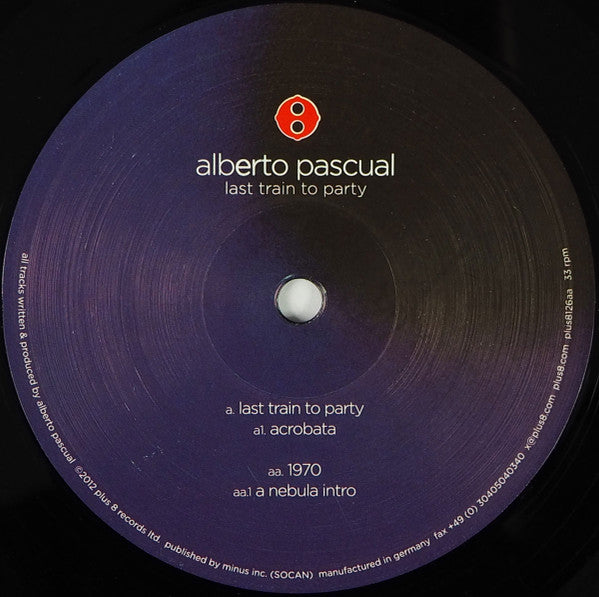 alberto pascual
last train to party
a. last train to party
a1. acrobata
aa. 1970
aa.1 a nebula intro
all tracks written & produced by alberto pascual ©2012 plus 8 records ltd. published by minus inc. (SOCAN) manufactured in germany fax +49 (0) 30405040340 x@plus8.com plus8.com plus8126aa 33 rpm